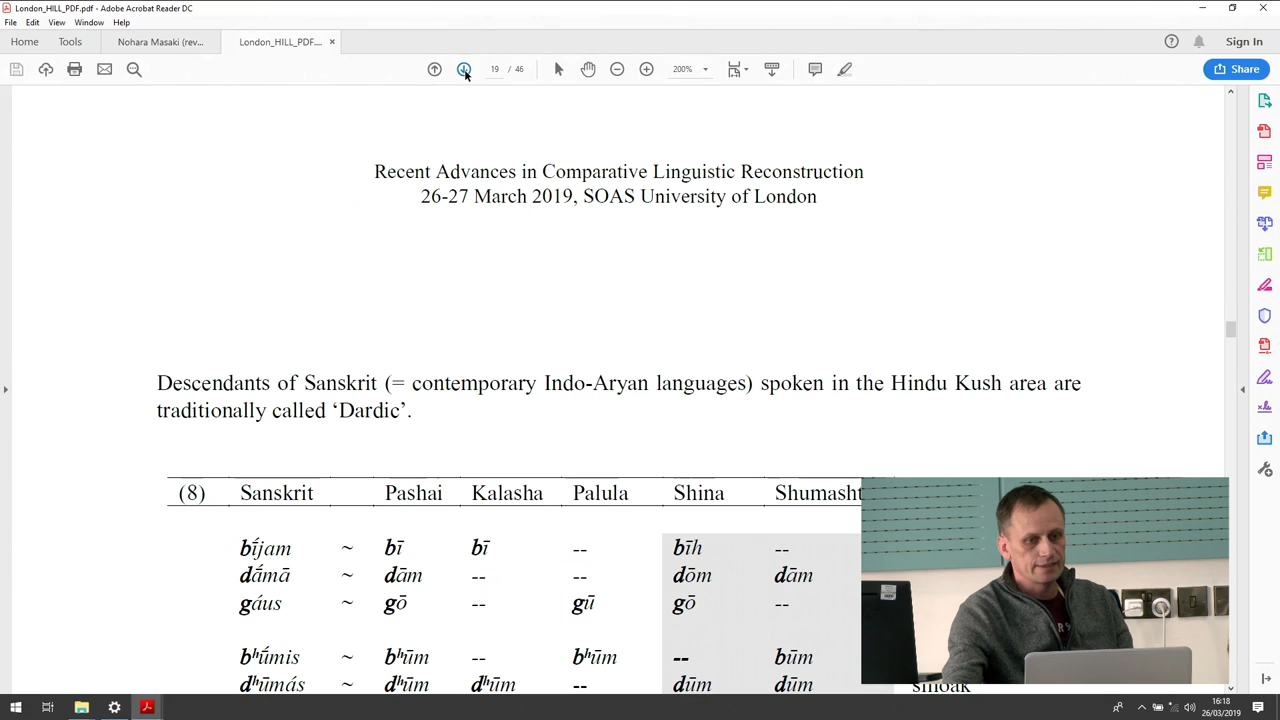 London_HILL_PDF.pdf - Adobe Acrobat Reader DC
File Edit View Window Help
Home Tools Nohara Masaki (rev... London_HILL_PDF.... × Sign In
19 / 46 200% Share
Recent Advances in Comparative Linguistic Reconstruction
26-27 March 2019, SOAS University of London
Descendants of Sanskrit (= contemporary Indo-Aryan languages) spoken in the Hindu Kush area are
traditionally called ‘Dardic’.
(8) Sanskrit Pashai Kalasha Palula Shina Shumasht
bī́jam ~ bī bī -- bīh --
dā́mā ~ dām -- -- dōm dām
gáus ~ gō -- gū gō --
bʰū́mis ~ bʰūm -- bʰūm -- būm
dʰūmás ~ dʰūm dʰūm -- dūm dūm smoak
16:18
26/03/2019